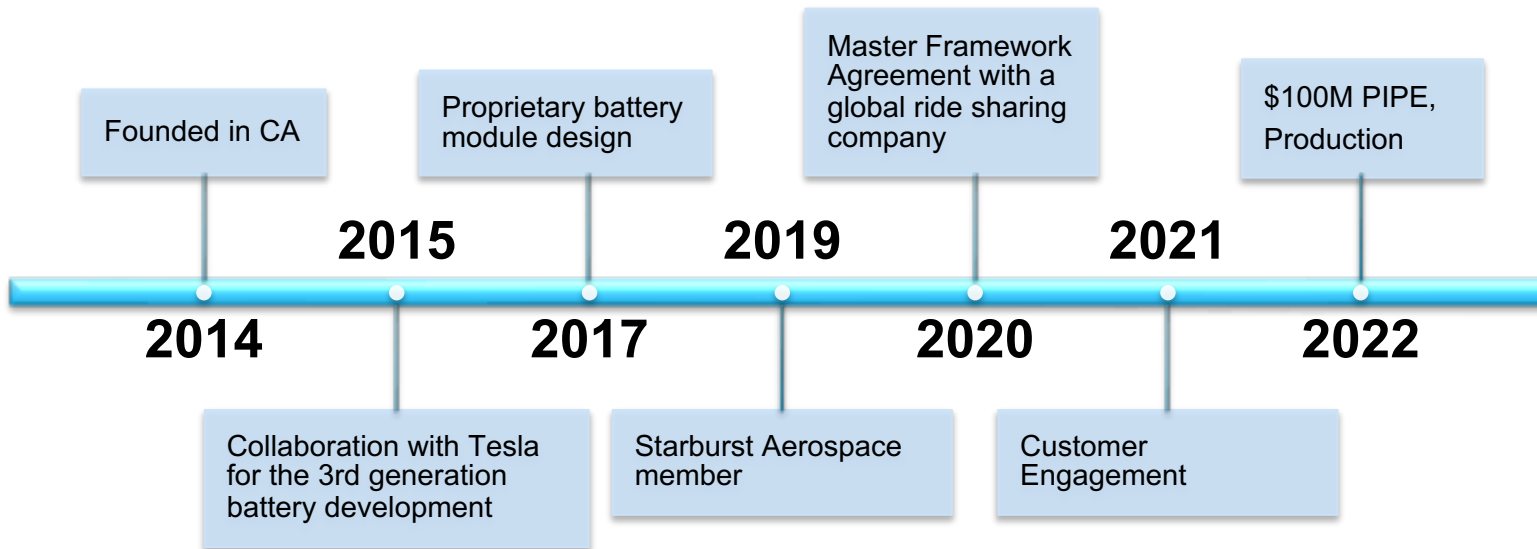 Founded in CA
2014
2015
Collaboration with Tesla
for the 3rd generation
battery development
Proprietary battery
module design
2017
2019
Starburst Aerospace
member
Master Framework
Agreement with a
global ride sharing
company
2020
2021
Customer
Engagement
$100M PIPE,
Production
2022